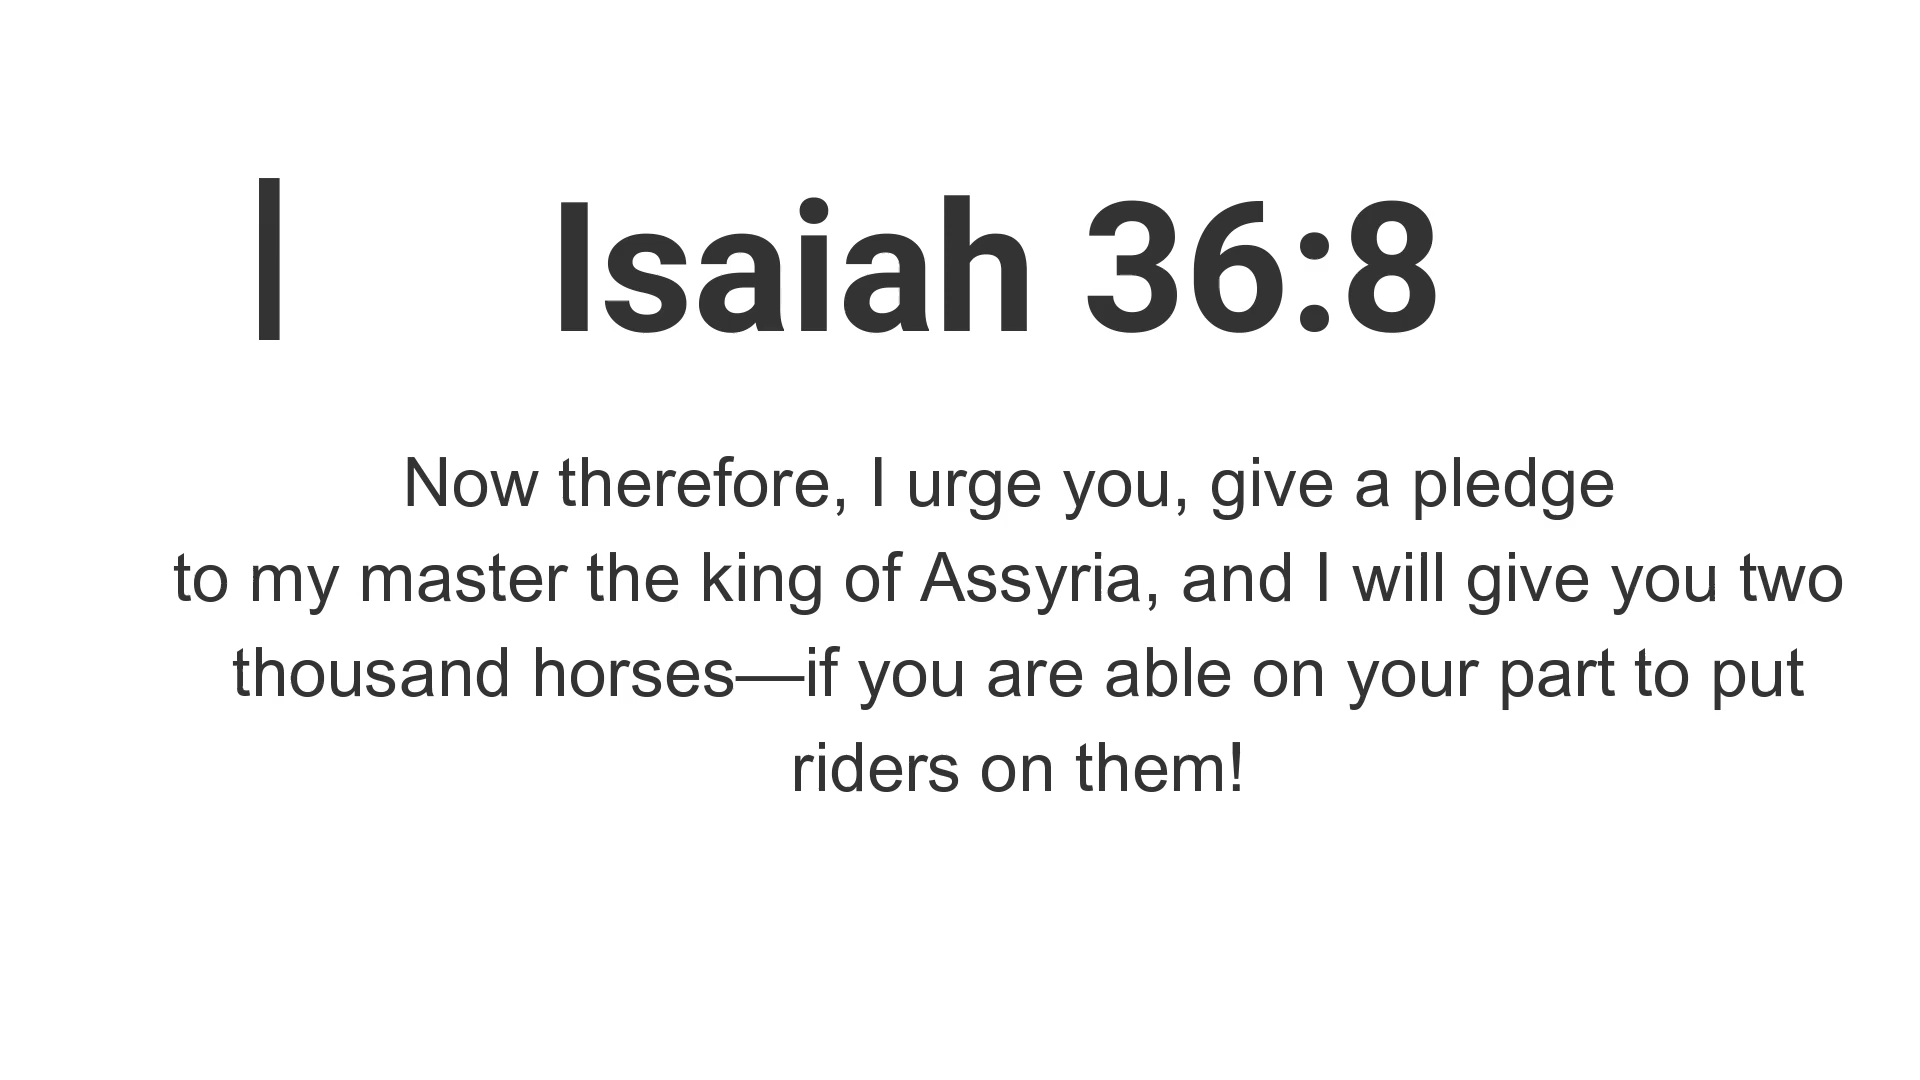 Isaiah 36:8
Now therefore, I urge you, give a pledge
to my master the king of Assyria, and I will give you two
thousand horses—if you are able on your part to put
riders on them!